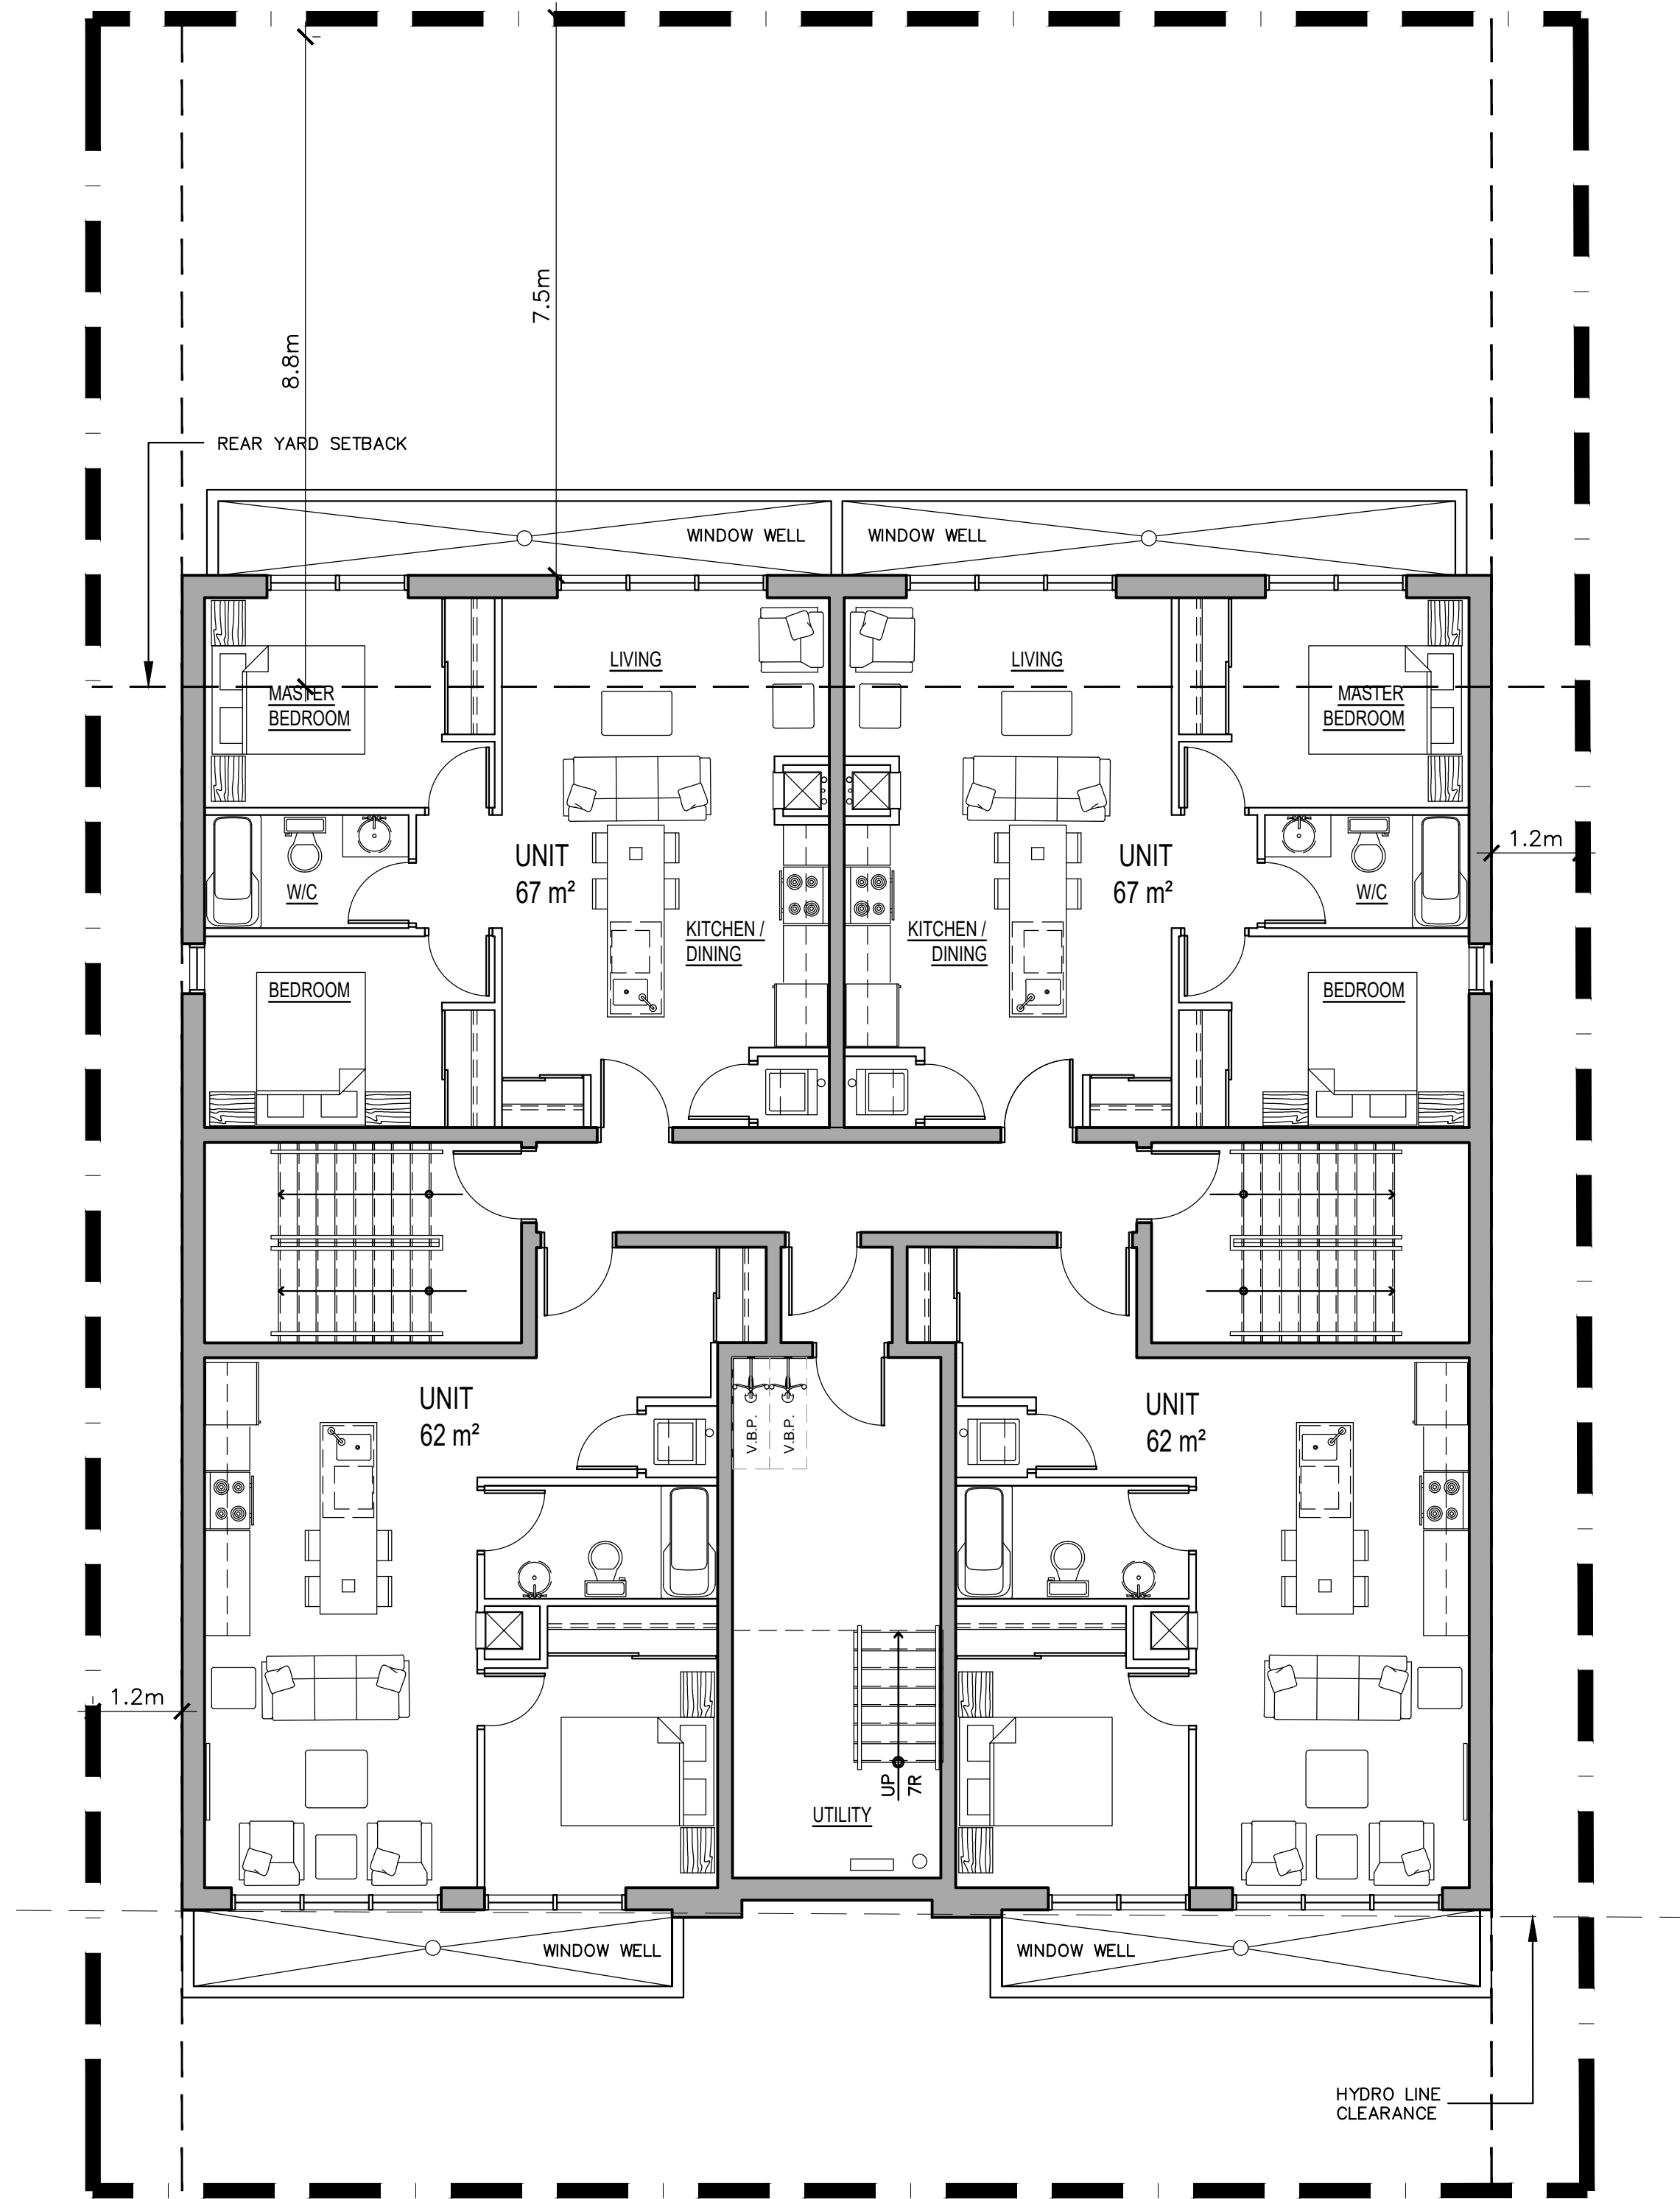 7.5m
8.8m
REAR YARD SETBACK
WINDOW WELL
WINDOW WELL
LIVING
LIVING
MASTER
BEDROOM
MASTER
BEDROOM
1.2m
UNIT
67 m²
UNIT
67 m²
W/C
W/C
KITCHEN /
DINING
KITCHEN /
DINING
BEDROOM
BEDROOM
UNIT
62 m²
UNIT
62 m²
V.B.P.
V.B.P.
1.2m
UP
7R
UTILITY
WINDOW WELL
WINDOW WELL
HYDRO LINE
CLEARANCE